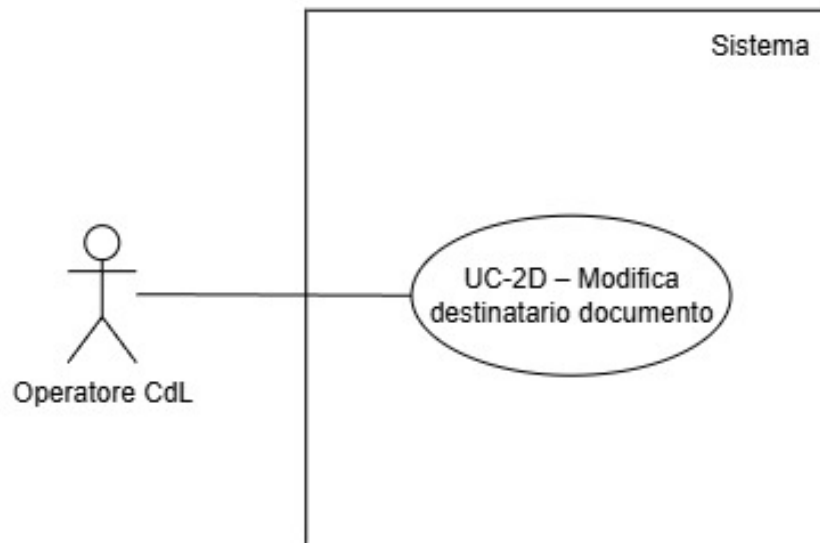 Sistema
UC-2D – Modifica
destinatario documento
Operatore CdL